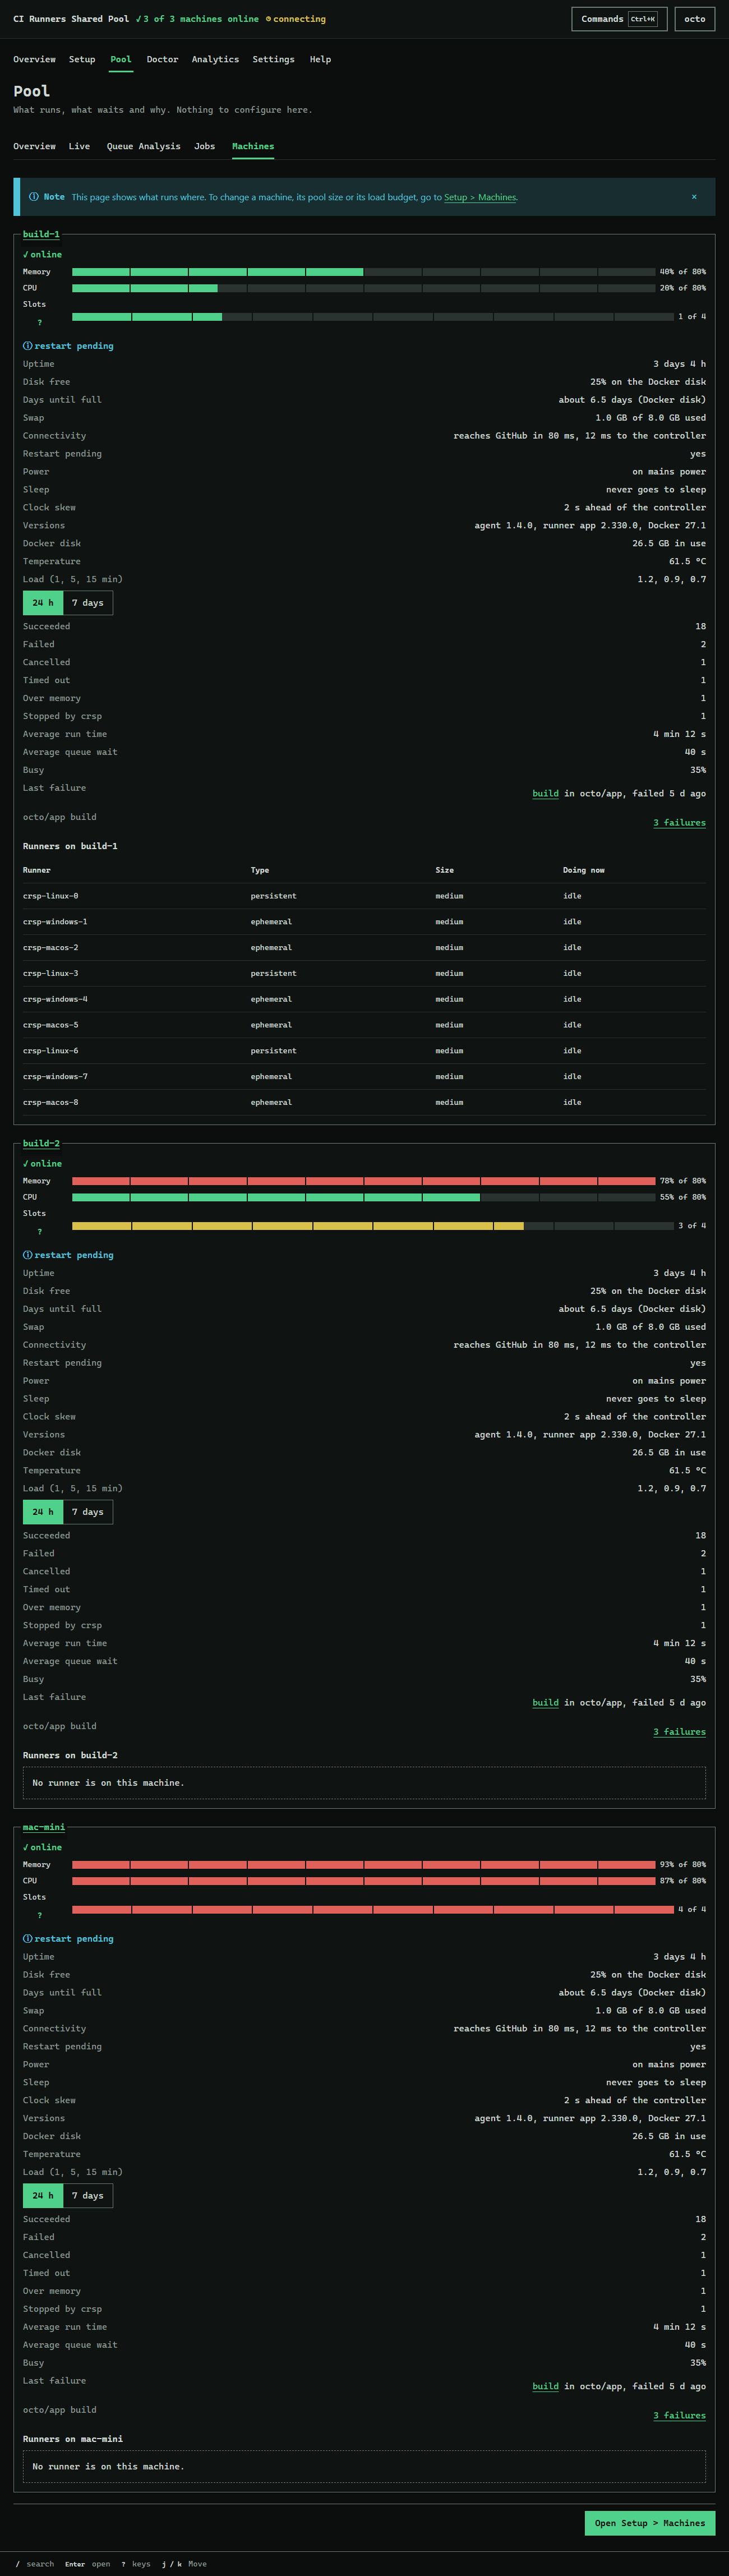 CI Runners Shared Pool ✓ 3 of 3 machines online connecting Commands Ctrl+K octo
Overview Setup Pool Doctor Analytics Settings Help
Pool
What runs, what waits and why. Nothing to configure here.
Overview Live Queue Analysis Jobs Machines
ⓘ Note This page shows what runs where. To change a machine, its pool size or its load budget, go to Setup > Machines. ×
build-1
✓ online
Memory 40% of 80%
CPU 20% of 80%
Slots
? 1 of 4
ⓘ restart pending
Uptime 3 days 4 h
Disk free 25% on the Docker disk
Days until full about 6.5 days (Docker disk)
Swap 1.0 GB of 8.0 GB used
Connectivity reaches GitHub in 80 ms, 12 ms to the controller
Restart pending yes
Power on mains power
Sleep never goes to sleep
Clock skew 2 s ahead of the controller
Versions agent 1.4.0, runner app 2.330.0, Docker 27.1
Docker disk 26.5 GB in use
Temperature 61.5 °C
Load (1, 5, 15 min) 1.2, 0.9, 0.7
24 h 7 days
Succeeded 18
Failed 2
Cancelled 1
Timed out 1
Over memory 1
Stopped by crsp 1
Average run time 4 min 12 s
Average queue wait 40 s
Busy 35%
Last failure build in octo/app, failed 5 d ago
octo/app build 3 failures
Runners on build-1
Runner Type Size Doing now
crsp-linux-0 persistent medium idle
crsp-windows-1 ephemeral medium idle
crsp-macos-2 ephemeral medium idle
crsp-linux-3 persistent medium idle
crsp-windows-4 ephemeral medium idle
crsp-macos-5 ephemeral medium idle
crsp-linux-6 persistent medium idle
crsp-windows-7 ephemeral medium idle
crsp-macos-8 ephemeral medium idle
build-2
✓ online
Memory 78% of 80%
CPU 55% of 80%
Slots
? 3 of 4
ⓘ restart pending
Uptime 3 days 4 h
Disk free 25% on the Docker disk
Days until full about 6.5 days (Docker disk)
Swap 1.0 GB of 8.0 GB used
Connectivity reaches GitHub in 80 ms, 12 ms to the controller
Restart pending yes
Power on mains power
Sleep never goes to sleep
Clock skew 2 s ahead of the controller
Versions agent 1.4.0, runner app 2.330.0, Docker 27.1
Docker disk 26.5 GB in use
Temperature 61.5 °C
Load (1, 5, 15 min) 1.2, 0.9, 0.7
24 h 7 days
Succeeded 18
Failed 2
Cancelled 1
Timed out 1
Over memory 1
Stopped by crsp 1
Average run time 4 min 12 s
Average queue wait 40 s
Busy 35%
Last failure build in octo/app, failed 5 d ago
octo/app build 3 failures
Runners on build-2
No runner is on this machine.
mac-mini
✓ online
Memory 93% of 80%
CPU 87% of 80%
Slots
? 4 of 4
ⓘ restart pending
Uptime 3 days 4 h
Disk free 25% on the Docker disk
Days until full about 6.5 days (Docker disk)
Swap 1.0 GB of 8.0 GB used
Connectivity reaches GitHub in 80 ms, 12 ms to the controller
Restart pending yes
Power on mains power
Sleep never goes to sleep
Clock skew 2 s ahead of the controller
Versions agent 1.4.0, runner app 2.330.0, Docker 27.1
Docker disk 26.5 GB in use
Temperature 61.5 °C
Load (1, 5, 15 min) 1.2, 0.9, 0.7
24 h 7 days
Succeeded 18
Failed 2
Cancelled 1
Timed out 1
Over memory 1
Stopped by crsp 1
Average run time 4 min 12 s
Average queue wait 40 s
Busy 35%
Last failure build in octo/app, failed 5 d ago
octo/app build 3 failures
Runners on mac-mini
No runner is on this machine.
Open Setup > Machines
/ search Enter open ? keys j / k Move